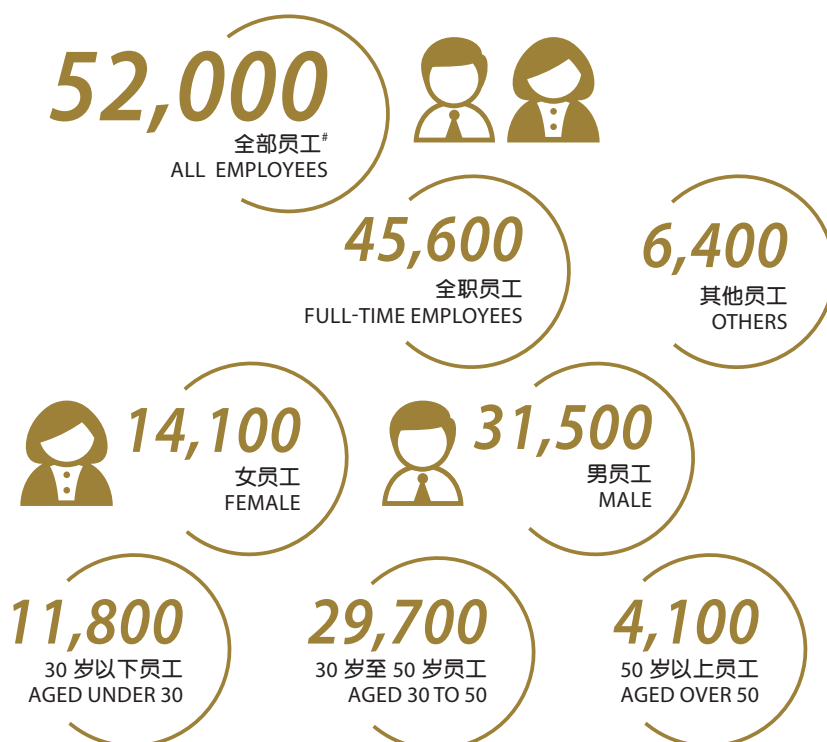 52,000
全部员工#
ALL EMPLOYEES
45,600
全职员工
FULL-TIME EMPLOYEES
6,400
其他员工
OTHERS
14,100
女员工
FEMALE
31,500
男员工
MALE
11,800
30 岁以下员工
AGED UNDER 30
29,700
30 岁至 50 岁员工
AGED 30 TO 50
4,100
50 岁以上员工
AGED OVER 50